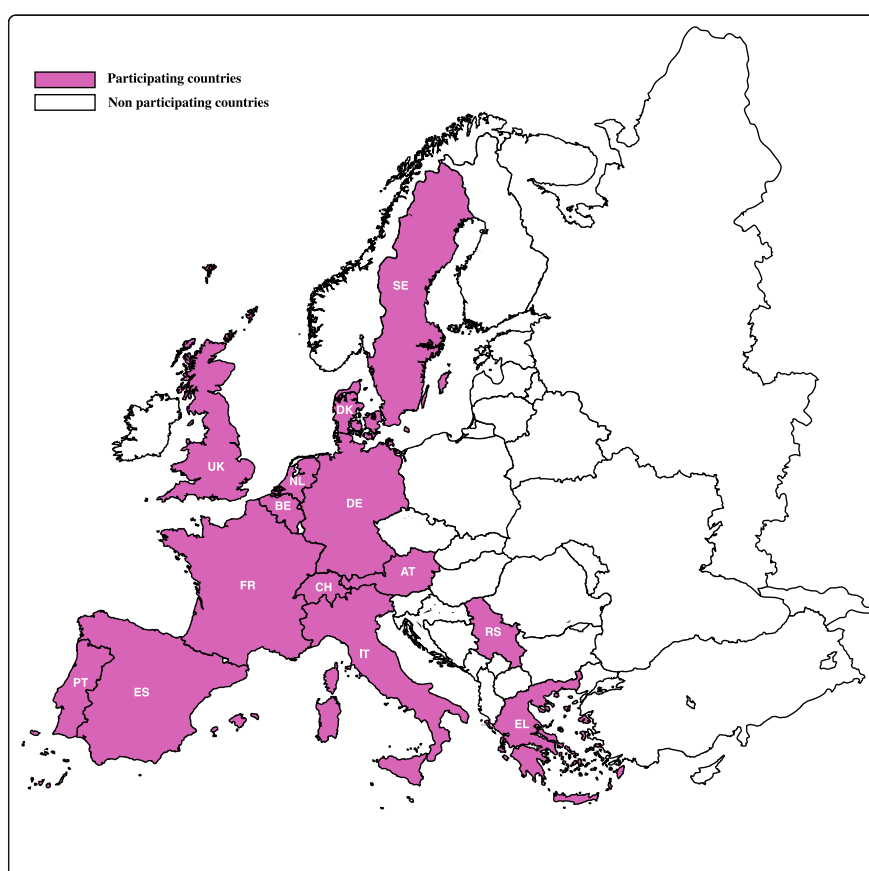 Participating countries
Non participating countries
SE
DK
UK
NL
BE
DE
FR
CH
AT
IT
RS
PT
ES
EL